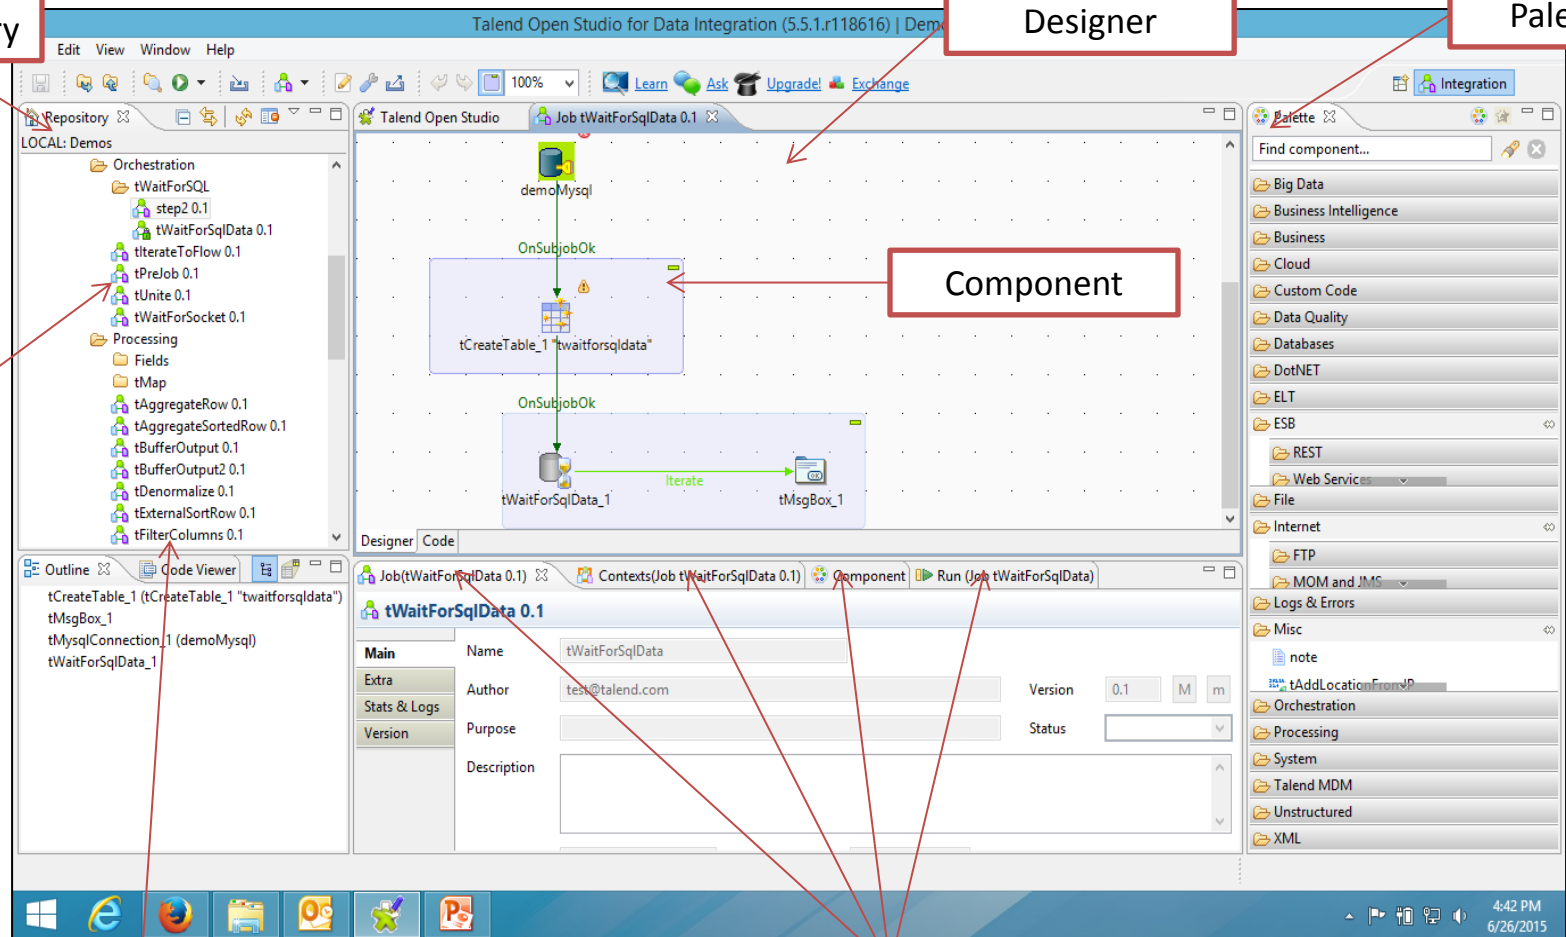 Talend Open Studio for Data Integration (5.5.1.r118616) | Dem
ry
Designer
Pale
Edit View Window Help
100%
Learn Ask Upgrade! Exchange
Integration
Repository
LOCAL: Demos
Orchestration
tWaitForSQL
step2 0.1
tWaitForSqlData 0.1
tIterateToFlow 0.1
tPreJob 0.1
tUnite 0.1
tWaitForSocket 0.1
Processing
Fields
tMap
tAggregateRow 0.1
tAggregateSortedRow 0.1
tBufferOutput 0.1
tBufferOutput2 0.1
tDenormalize 0.1
tExternalSortRow 0.1
tFilterColumns 0.1
Talend Open Studio
Job tWaitForSqlData 0.1
demoMysql
OnSubjobOk
Component
tCreateTable_1 "twaitforsqldata"
OnSubjobOk
Iterate
tWaitForSqlData_1
tMsgBox_1
Designer Code
Palette
Find component...
Big Data
Business Intelligence
Business
Cloud
Custom Code
Data Quality
Databases
DotNET
ELT
ESB
REST
Web Services
File
Internet
FTP
MOM and JMS
Logs & Errors
Misc
note
tAddLocationFromIP
Orchestration
Processing
System
Talend MDM
Unstructured
XML
Outline
Code Viewer
tCreateTable_1 (tCreateTable_1 "twaitforsqldata")
tMsgBox_1
tMysqlConnection_1 (demoMysql)
tWaitForSqlData_1
Job(tWaitForSqlData 0.1)
Contexts(Job tWaitForSqlData 0.1)
Component
Run (Job tWaitForSqlData)
tWaitForSqlData 0.1
Main
Extra
Stats & Logs
Version
Name tWaitForSqlData
Author test@talend.com Version 0.1 M m
Purpose Status
Description
4:42 PM
6/26/2015